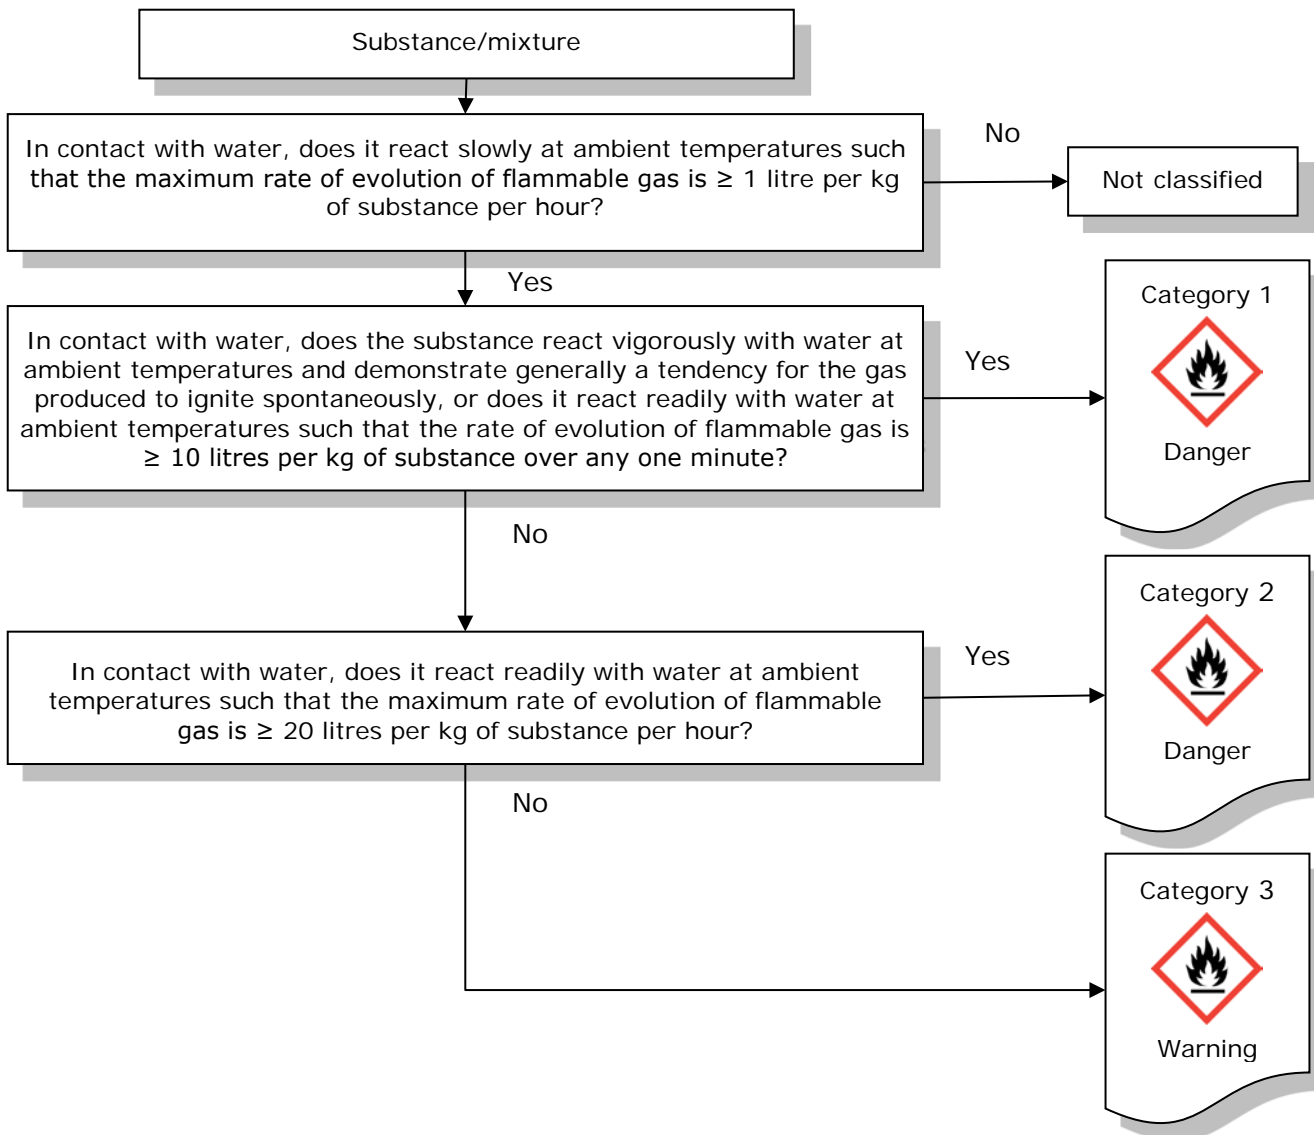 Substance/mixture
In contact with water, does it react slowly at ambient temperatures such
that the maximum rate of evolution of flammable gas is ≥ 1 litre per kg
of substance per hour?
No
Not classified
Yes
In contact with water, does the substance react vigorously with water at
ambient temperatures and demonstrate generally a tendency for the gas
produced to ignite spontaneously, or does it react readily with water at
ambient temperatures such that the rate of evolution of flammable gas is
≥ 10 litres per kg of substance over any one minute?
Yes
Category 1
Danger
No
In contact with water, does it react readily with water at ambient
temperatures such that the maximum rate of evolution of flammable
gas is ≥ 20 litres per kg of substance per hour?
Yes
Category 2
Danger
No
Category 3
Warning